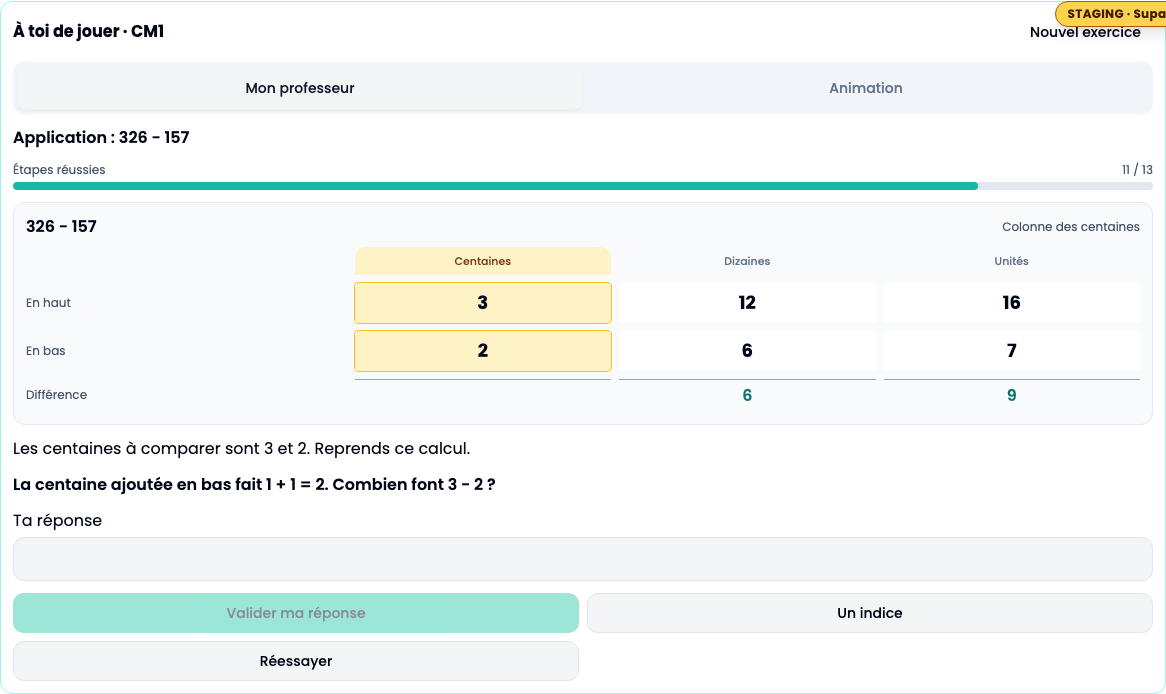 STAGING · Supa
À toi de jouer · CM1
Nouvel exercice
Mon professeur Animation
Application : 326 - 157
Étapes réussies 11 / 13
326 - 157 Colonne des centaines
Centaines Dizaines Unités
En haut 3 12 16
En bas 2 6 7
Différence 6 9
Les centaines à comparer sont 3 et 2. Reprends ce calcul.
La centaine ajoutée en bas fait 1 + 1 = 2. Combien font 3 - 2 ?
Ta réponse
Valider ma réponse Un indice
Réessayer